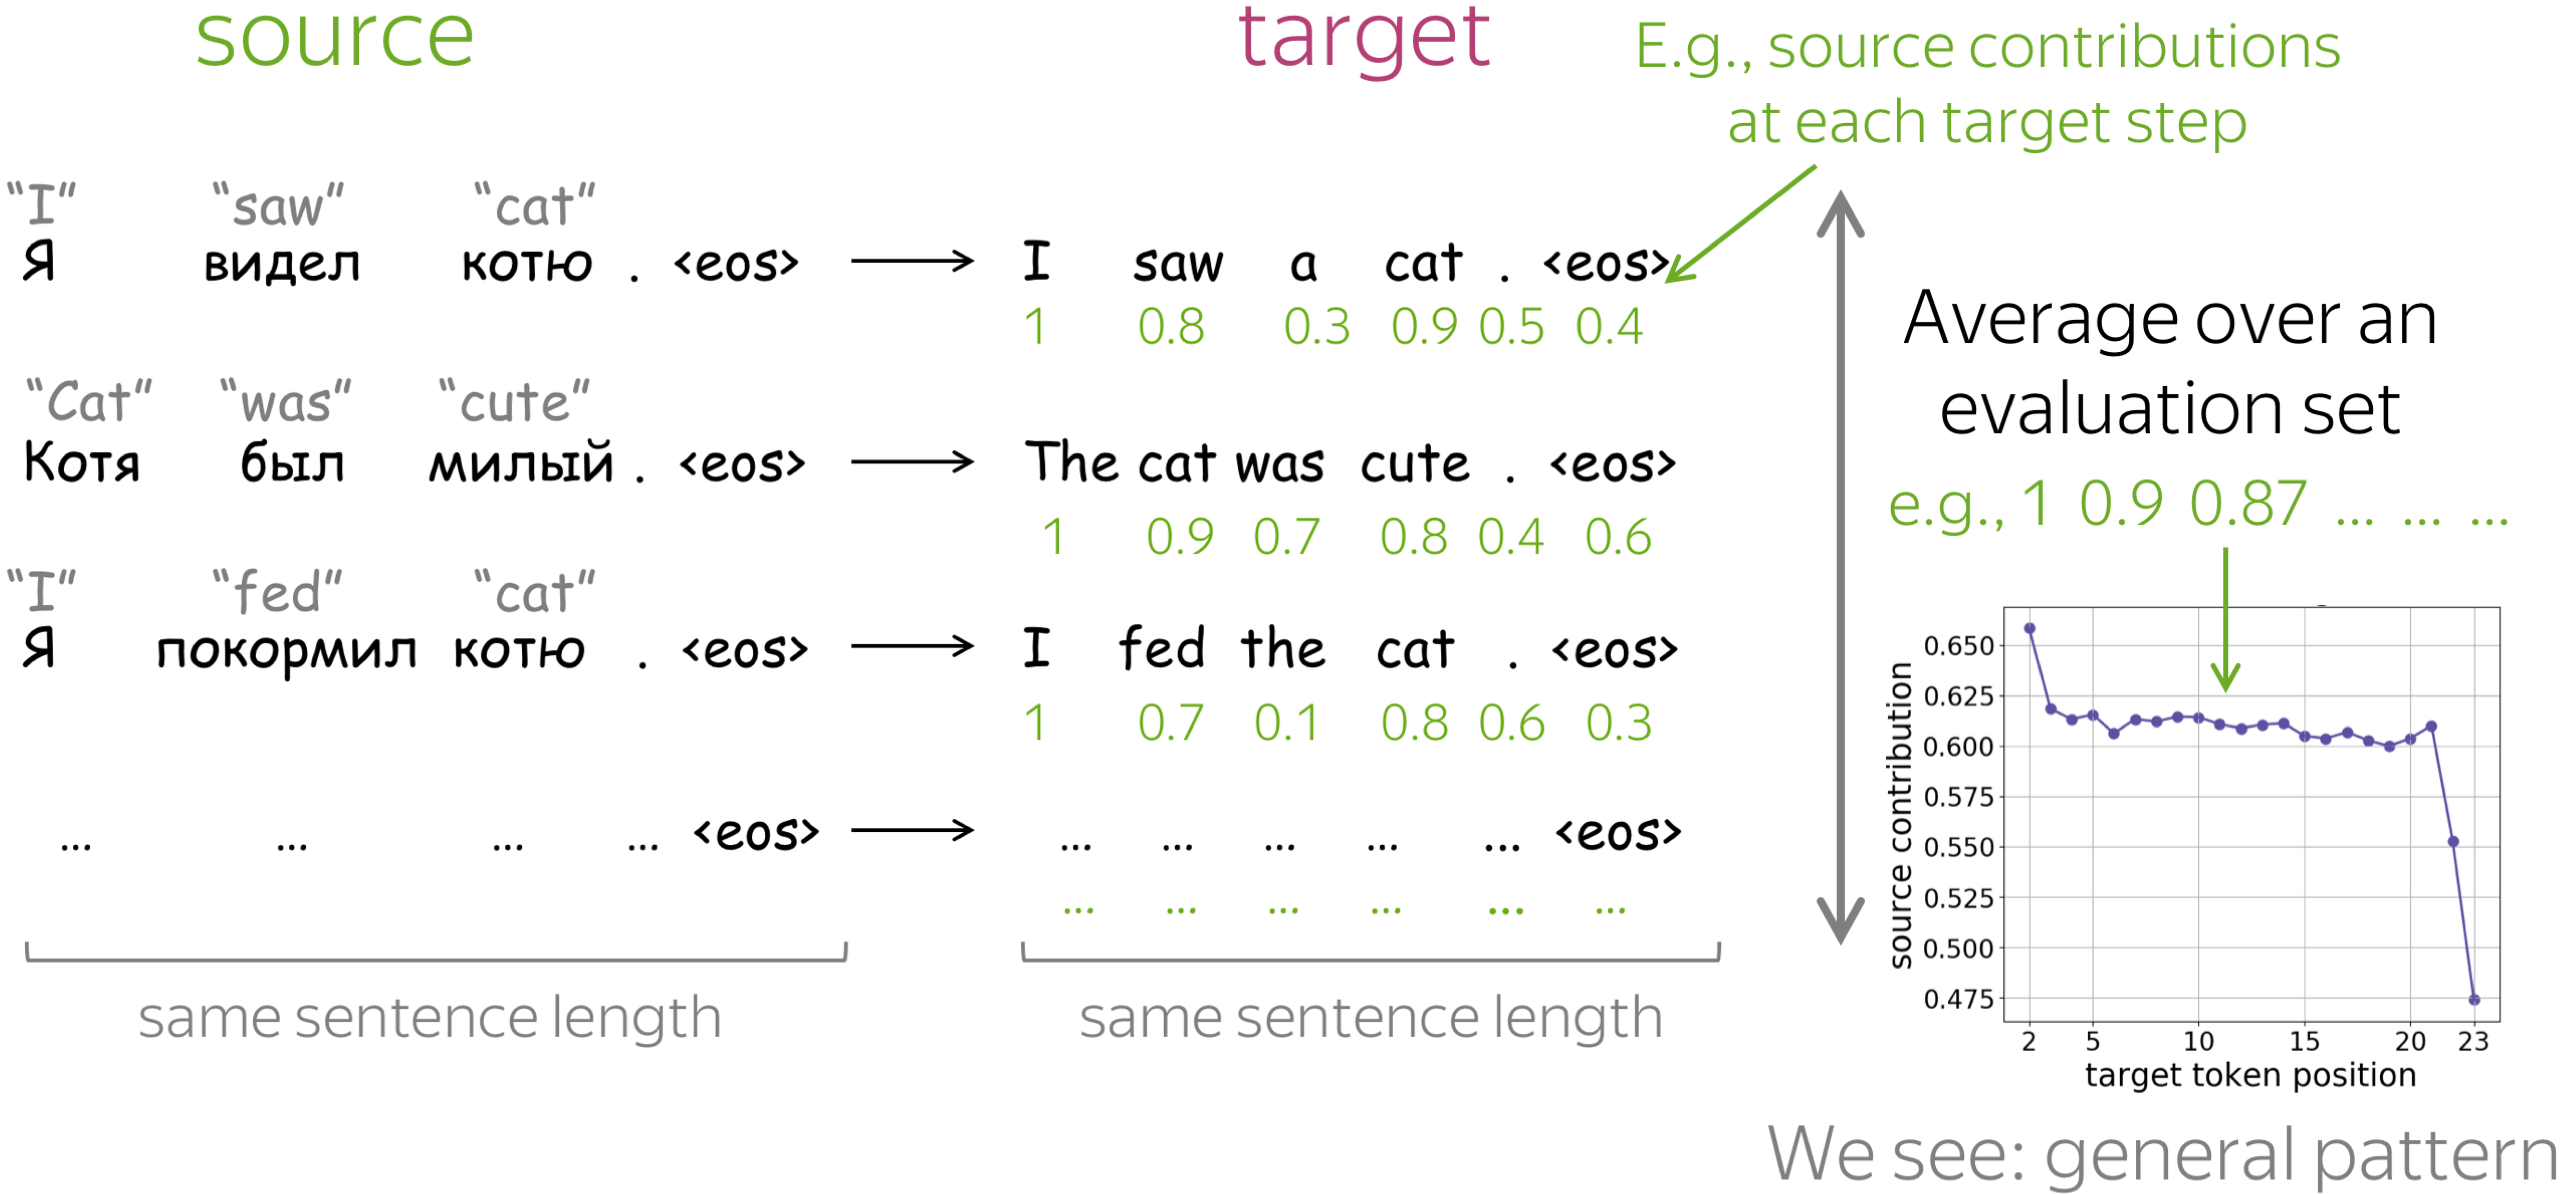 source
target
E.g., source contributions
at each target step
“I” “saw” “cat”
Я видел котю . <eos> I saw a cat . <eos>
1 0.8 0.3 0.9 0.5 0.4
“Cat” “was” “cute”
Котя был милый . <eos> The cat was cute . <eos>
1 0.9 0.7 0.8 0.4 0.6
“I” “fed” “cat”
Я покормил котю . <eos> I fed the cat . <eos>
1 0.7 0.1 0.8 0.6 0.3
... ... ... ... <eos> ... ... ... ... ... <eos>
... ... ... ... ... ...
same sentence length
same sentence length
Average over an
evaluation set
e.g., 1 0.9 0.87 ... ... ...
source contribution
0.650
0.625
0.600
0.575
0.550
0.525
0.500
0.475
2 5 10 15 20 23
target token position
We see: general pattern